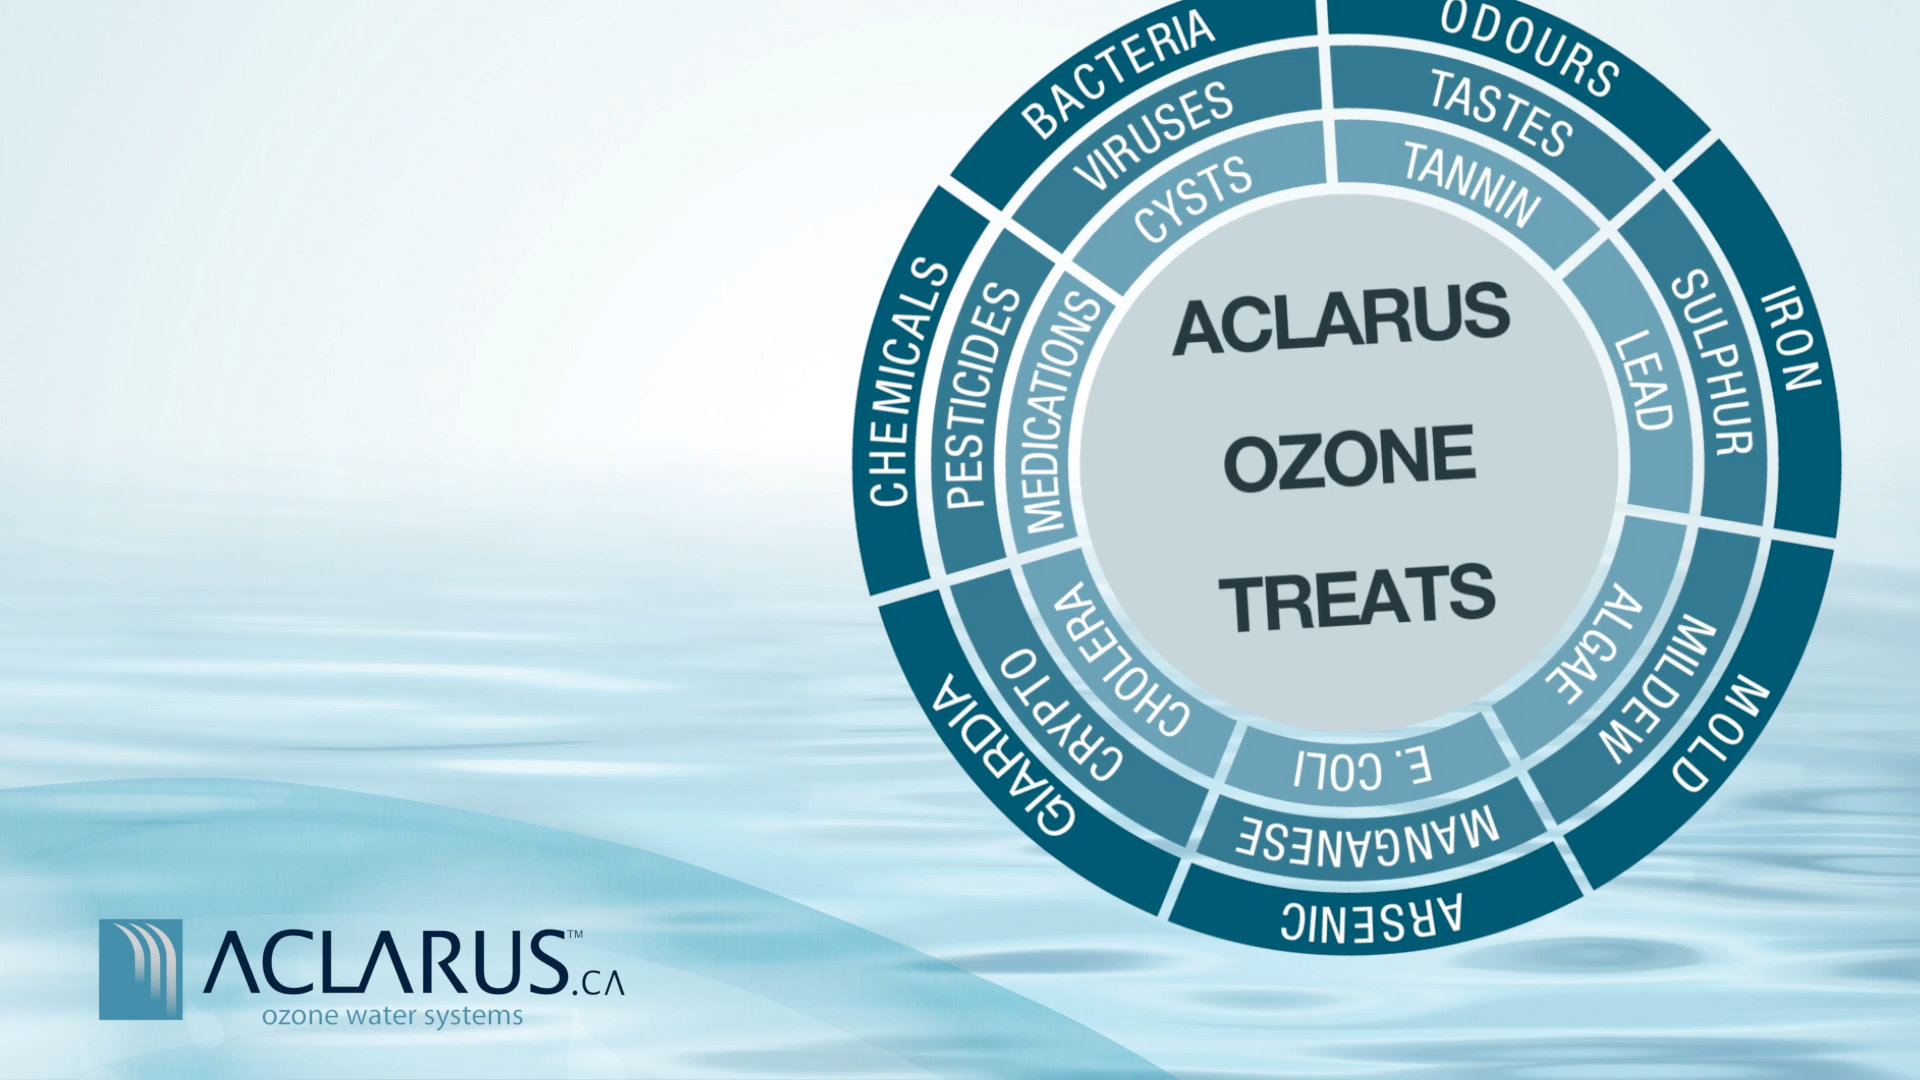 BACTERIA
VIRUSES
CYSTS
ODOURS
TASTES
TANNIN
IRON
SULPHUR
LEAD
MOLD
MILDEW
ALGAE
ARSENIC
MANGANESE
E. COLI
GIARDIA
CRYPTO
CHOLERA
CHEMICALS
PESTICIDES
MEDICATIONS
ACLARUS
OZONE
TREATS
ACLARUS™.CA
ozone water systems